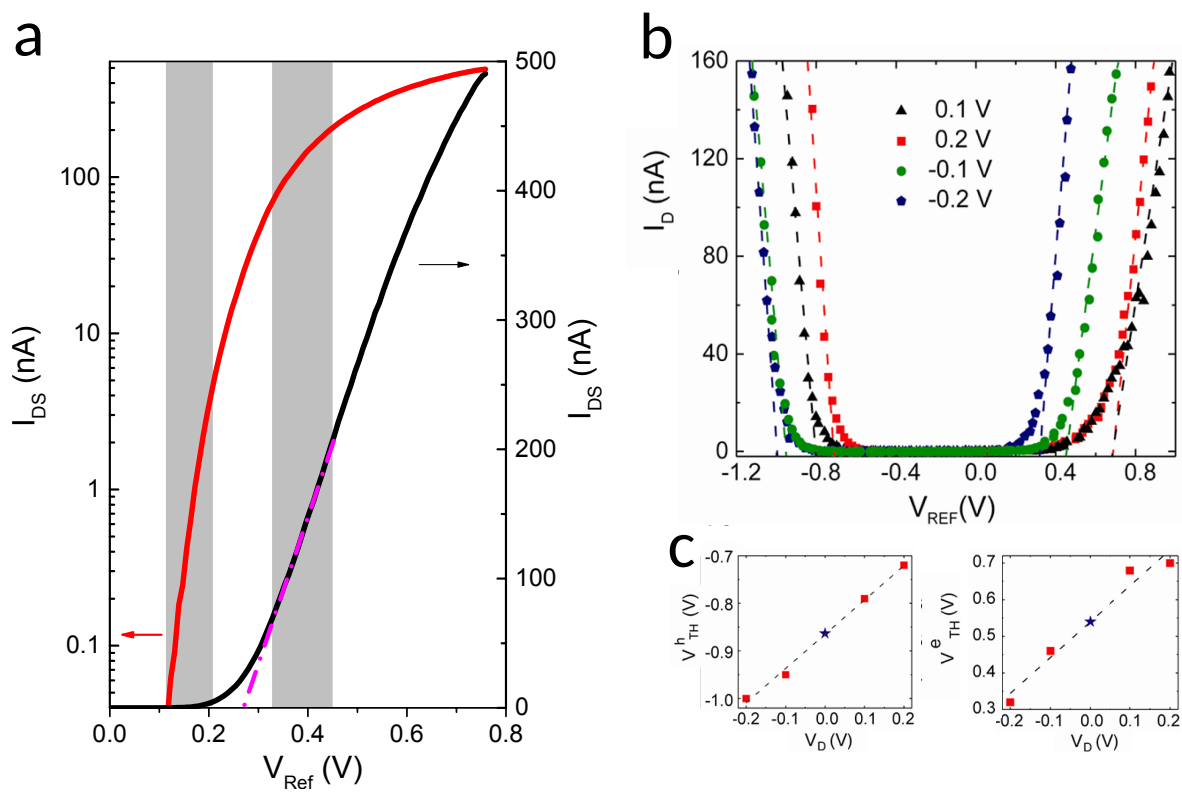 a
I_DS (nA)
100
10
1
0.1
0.0 0.2 0.4 0.6 0.8
V_Ref (V)
500
400
300
200
100
0
I_DS (nA)
b
I_D (nA)
160
120
80
40
0
0.1 V
0.2 V
-0.1 V
-0.2 V
-1.2 -0.8 -0.4 0.0 0.4 0.8
V_REF(V)
c
V^h_TH (V)
-0.7
-0.8
-0.9
-1.0
-0.2 -0.1 0.0 0.1 0.2
V_D (V)
V^e_TH (V)
0.7
0.6
0.5
0.4
0.3
-0.2 -0.1 0.0 0.1 0.2
V_D (V)